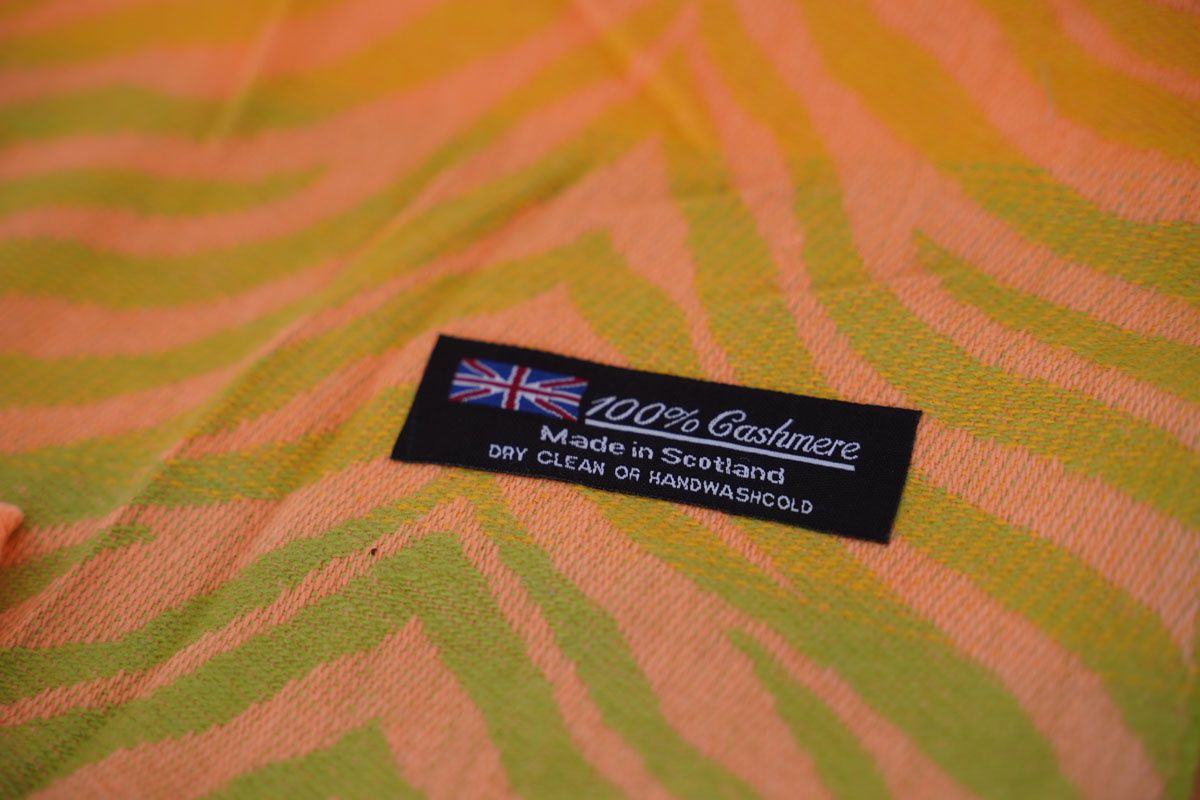 100% Cashmere
Made in Scotland
DRY CLEAN OR HANDWASHCOLD